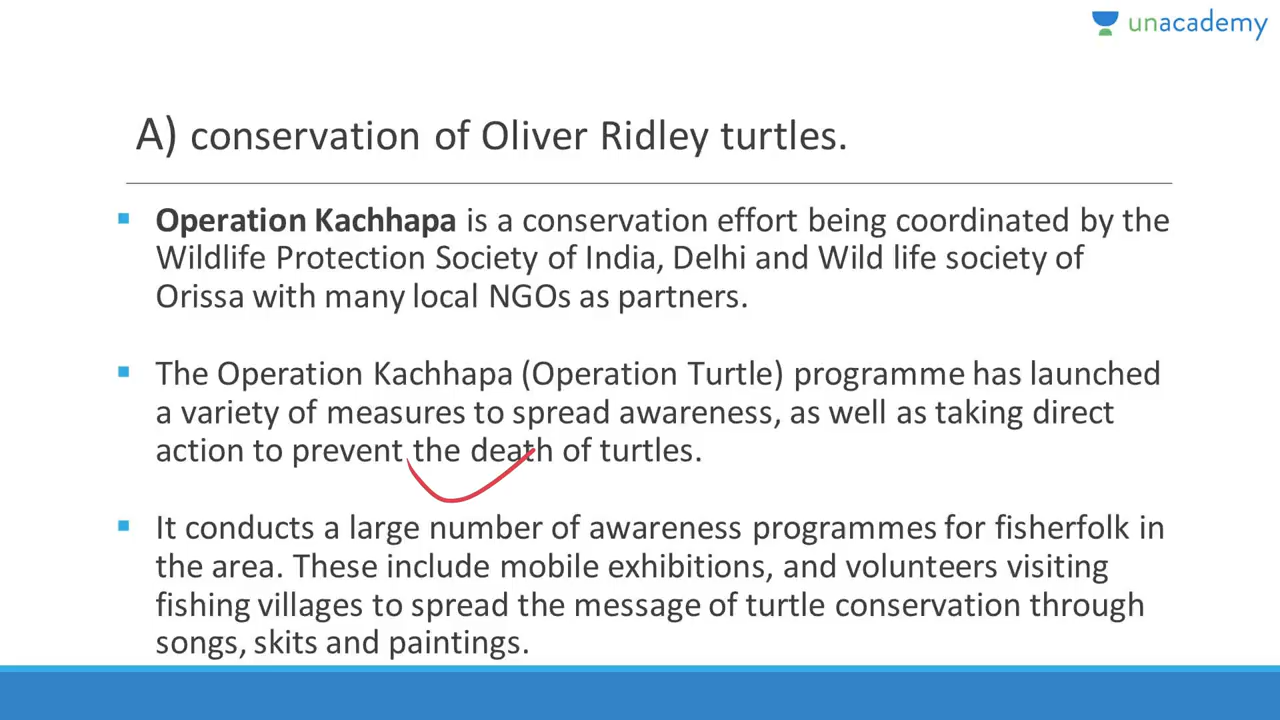 unacademy
A) conservation of Oliver Ridley turtles.
▪ Operation Kachhapa is a conservation effort being coordinated by the
Wildlife Protection Society of India, Delhi and Wild life society of
Orissa with many local NGOs as partners.
▪ The Operation Kachhapa (Operation Turtle) programme has launched
a variety of measures to spread awareness, as well as taking direct
action to prevent the death of turtles.
▪ It conducts a large number of awareness programmes for fisherfolk in
the area. These include mobile exhibitions, and volunteers visiting
fishing villages to spread the message of turtle conservation through
songs, skits and paintings.